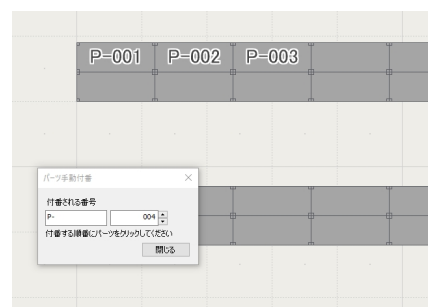 P-001 P-002 P-003
パーツ手動付番
付番される番号
P- 004
付番する順番にパーツをクリックしてください
閉じる